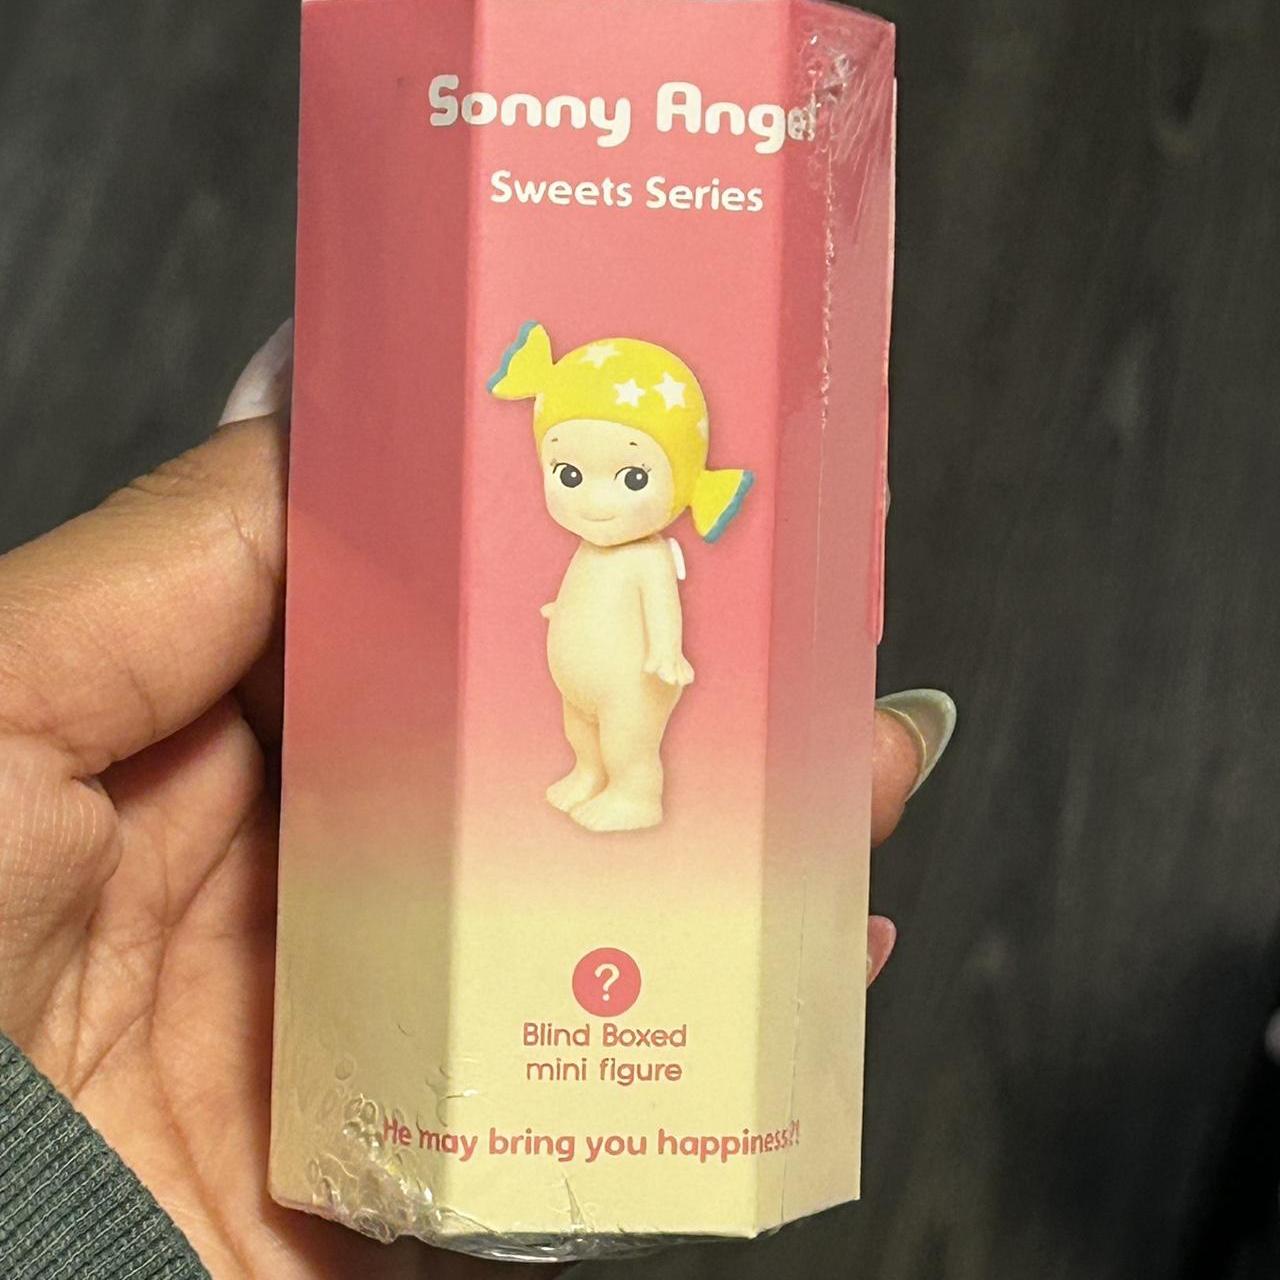 Sonny Angel
Sweets Series
?
Blind Boxed
mini figure
He may bring you happiness?!